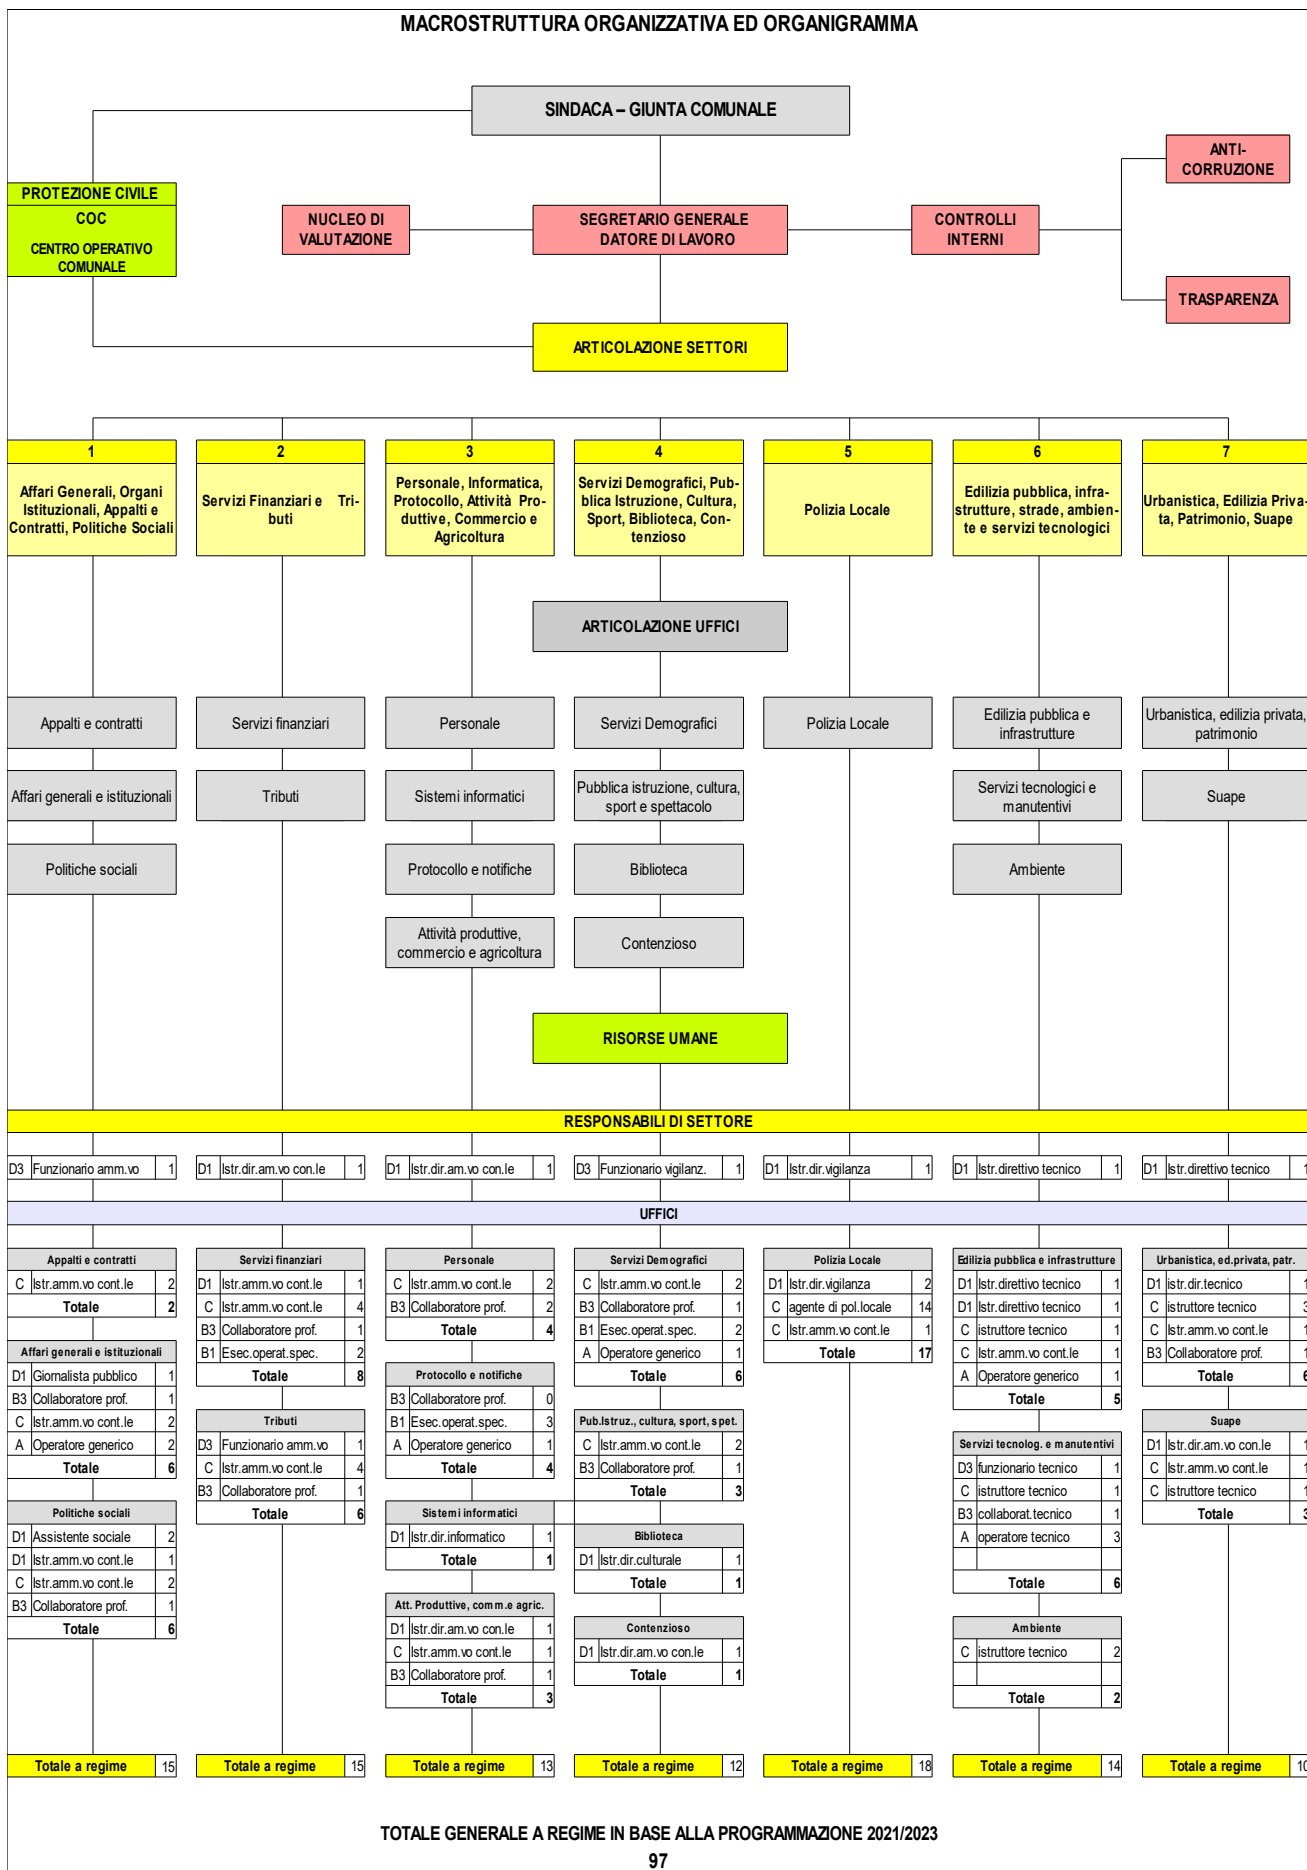 MACROSTRUTTURA ORGANIZZATIVA ED ORGANIGRAMMA
SINDACA – GIUNTA COMUNALE
ANTI-
CORRUZIONE
PROTEZIONE CIVILE
COC
CENTRO OPERATIVO
COMUNALE
NUCLEO DI
VALUTAZIONE
SEGRETARIO GENERALE
DATORE DI LAVORO
CONTROLLI
INTERNI
TRASPARENZA
ARTICOLAZIONE SETTORI
1
Affari Generali, Organi
Istituzionali, Appalti e
Contratti, Politiche Sociali
2
Servizi Finanziari e Tri-
buti
3
Personale, Informatica,
Protocollo, Attività Pro-
duttive, Commercio e
Agricoltura
4
Servizi Demografici, Pub-
blica Istruzione, Cultura,
Sport, Biblioteca, Con-
tenzioso
5
Polizia Locale
6
Edilizia pubblica, infra-
strutture, strade, ambien-
te e servizi tecnologici
7
Urbanistica, Edilizia Priva-
ta, Patrimonio, Suape
ARTICOLAZIONE UFFICI
Appalti e contratti
Affari generali e istituzionali
Politiche sociali
Servizi finanziari
Tributi
Personale
Sistemi informatici
Protocollo e notifiche
Attività produttive,
commercio e agricoltura
Servizi Demografici
Pubblica istruzione, cultura,
sport e spettacolo
Biblioteca
Contenzioso
Polizia Locale
Edilizia pubblica e
infrastrutture
Servizi tecnologici e
manutentivi
Ambiente
Urbanistica, edilizia privata,
patrimonio
Suape
RISORSE UMANE
RESPONSABILI DI SETTORE
D3 Funzionario amm.vo 1
D1 Istr.dir.am.vo con.le 1
D1 Istr.dir.am.vo con.le 1
D3 Funzionario vigilanz. 1
D1 Istr.dir.vigilanza 1
D1 Istr.direttivo tecnico 1
D1 Istr.direttivo tecnico 1
UFFICI
Appalti e contratti
C Istr.amm.vo cont.le 2
Totale 2
Affari generali e istituzionali
D1 Giornalista pubblico 1
B3 Collaboratore prof. 1
C Istr.amm.vo cont.le 2
A Operatore generico 2
Totale 6
Politiche sociali
D1 Assistente sociale 2
D1 Istr.amm.vo cont.le 1
C Istr.amm.vo cont.le 2
B3 Collaboratore prof. 1
Totale 6
Servizi finanziari
D1 Istr.amm.vo cont.le 1
C Istr.amm.vo cont.le 4
B3 Collaboratore prof. 1
B1 Esec.operat.spec. 2
Totale 8
Tributi
D3 Funzionario amm.vo 1
C Istr.amm.vo cont.le 4
B3 Collaboratore prof. 1
Totale 6
Personale
C Istr.amm.vo cont.le 2
B3 Collaboratore prof. 2
Totale 4
Protocollo e notifiche
B3 Collaboratore prof. 0
B1 Esec.operat.spec. 3
A Operatore generico 1
Totale 4
Sistemi informatici
D1 Istr.dir.informatico 1
Totale 1
Att. Produttive, comm.e agric.
D1 Istr.dir.am.vo con.le 1
C Istr.amm.vo cont.le 1
B3 Collaboratore prof. 1
Totale 3
Servizi Demografici
C Istr.amm.vo cont.le 2
B3 Collaboratore prof. 1
B1 Esec.operat.spec. 2
A Operatore generico 1
Totale 6
Pub.Istruz., cultura, sport, spet.
C Istr.amm.vo cont.le 2
B3 Collaboratore prof. 1
Totale 3
Biblioteca
D1 Istr.dir.culturale 1
Totale 1
Contenzioso
D1 Istr.dir.am.vo con.le 1
Totale 1
Polizia Locale
D1 Istr.dir.vigilanza 2
C agente di pol.locale 14
C Istr.amm.vo cont.le 1
Totale 17
Edilizia pubblica e infrastrutture
D1 Istr.direttivo tecnico 1
D1 Istr.direttivo tecnico 1
C istruttore tecnico 1
C Istr.amm.vo cont.le 1
A Operatore generico 1
Totale 5
Servizi tecnolog. e manutentivi
D3 funzionario tecnico 1
C istruttore tecnico 1
B3 collaborat.tecnico 1
A operatore tecnico 3
Totale 6
Ambiente
C istruttore tecnico 2
Totale 2
Urbanistica, ed.privata, patr.
D1 istr.dir.tecnico 1
C istruttore tecnico 3
C Istr.amm.vo cont.le 1
B3 Collaboratore prof. 1
Totale 6
Suape
D1 Istr.dir.am.vo con.le 1
C Istr.amm.vo cont.le 1
C istruttore tecnico 1
Totale 3
Totale a regime 15
Totale a regime 15
Totale a regime 13
Totale a regime 12
Totale a regime 18
Totale a regime 14
Totale a regime 10
TOTALE GENERALE A REGIME IN BASE ALLA PROGRAMMAZIONE 2021/2023
97